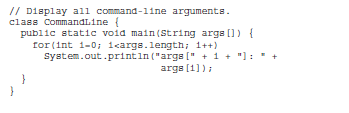 // Display all command-line arguments.
class CommandLine {
public static void main(String args[]) {
for(int i=0; i<args.length; i++)
System.out.println("args[" + i + "]: " +
args[i]);
}
}